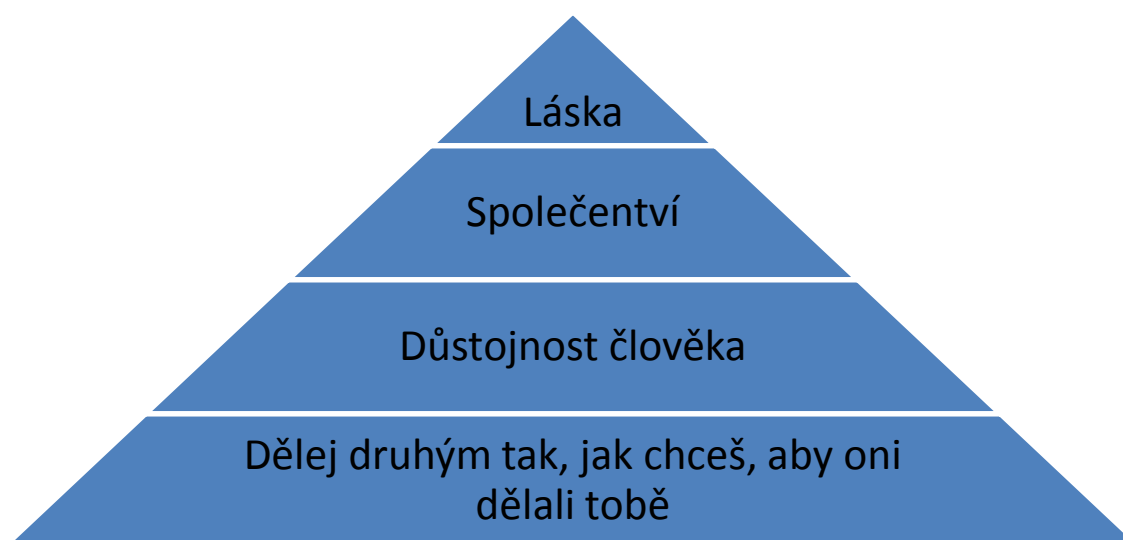 Láska
Společentví
Důstojnost člověka
Dělej druhým tak, jak chceš, aby oni
dělali tobě